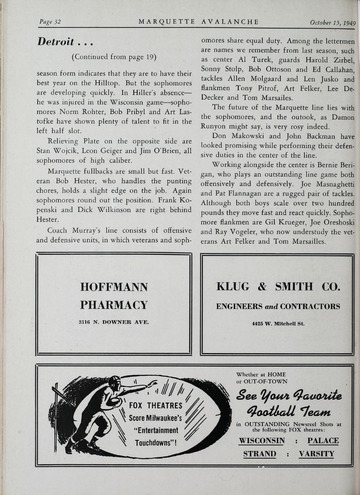 Page 52
MARQUETTE AVALANCHE
October 15, 1949
Detroit . . .
(Continued from page 19)
season form indicates that they are to have their
best year on the Hilltop. But the sophomores
are developing quickly. In Hiller's absence—
he was injured in the Wisconsin game—sopho-
mores Norm Rohter, Bob Pribyl and Art Las-
tofke have shown plenty of talent to fit in the
left half slot.
Relieving Plate on the opposite side are
Stan Wojcik, Leon Geiger and Jim O'Brien, all
sophomores of high caliber.
Marquette fullbacks are small but fast. Vet-
eran Bob Hester, who handles the punting
chores, holds a slight edge on the job. Again
sophomores round out the position. Frank Ko-
penski and Dick Wilkinson are right behind
Hester.
Coach Murray's line consists of offensive
and defensive units, in which veterans and soph-
omores share equal duty. Among the lettermen
are names we remember from last season, such
as center Al Turek, guards Harold Zirbel,
Sonny Stolp, Bob Ottoson and Ed Callahan,
tackles Allen Molgaard and Len Jusko and
flankmen Tony Pitrof, Art Felker, Lee De-
Decker and Tom Marsailes.
The future of the Marquette line lies with
the sophomores, and the outook, as Damon
Runyon might say, is very rosy indeed.
Don Makowski and John Backman have
looked promising while performing their defen-
sive duties in the center of the line.
Working alongside the center is Bernie Beri-
gan, who plays an outstanding line game both
offensively and defensively. Joe Masnaghetti
and Pat Flannagan are a rugged pair of tackles.
Although both boys scale over two hundred
pounds they move fast and react quickly. Sopho-
more flankmen are Gil Krueger, Joe Oreshoski
and Ray Vogeler, who now understudy the vet-
erans Art Felker and Tom Marsailles.
HOFFMANN
PHARMACY
3116 N. DOWNER AVE.
KLUG & SMITH CO.
ENGINEERS and CONTRACTORS
4425 W. Mitchell St.
FOX THEATRES
Score Milwaukee's
"Entertainment
Touchdowns"!
Whether at HOME
or OUT-OF-TOWN
See Your Favorite
Football Team
in OUTSTANDING Newsreel Shots at
the following FOX theatres:
WISCONSIN : PALACE
STRAND : VARSITY